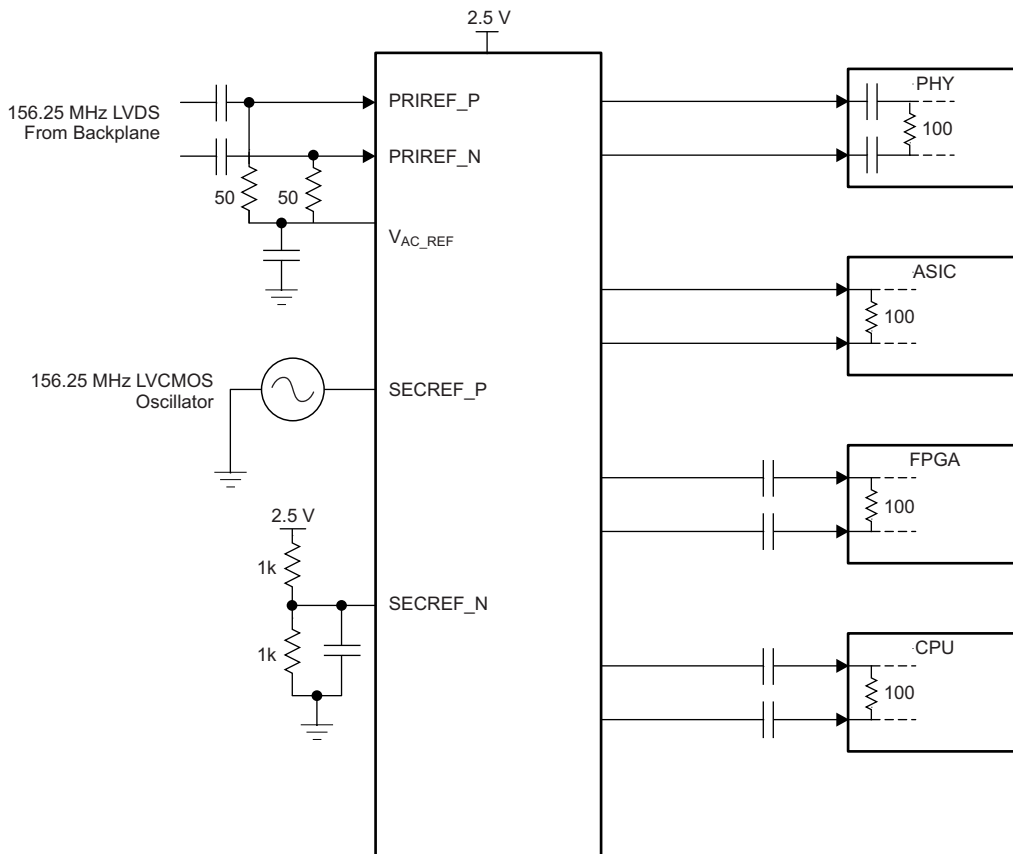 2.5 V
156.25 MHz LVDS
From Backplane
PRIREF_P
PRIREF_N
50
50
VAC_REF
156.25 MHz LVCMOS
Oscillator
SECREF_P
2.5 V
1k
SECREF_N
1k
PHY
100
ASIC
100
FPGA
100
CPU
100